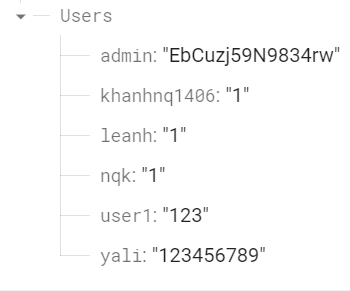 Users
admin: "EbCuzj59N9834rw"
khanhnq1406: "1"
leanh: "1"
nqk: "1"
user1: "123"
yali: "123456789"